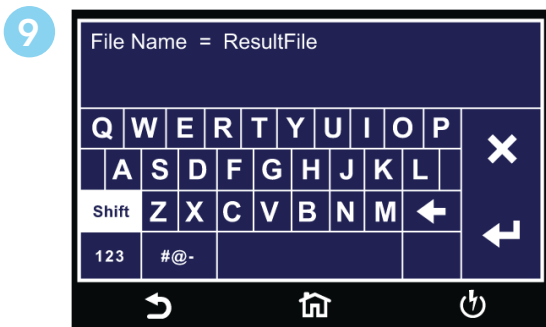 9
File Name = ResultFile
Q W E R T Y U I O P
A S D F G H J K L
Shift Z X C V B N M
123 #@-